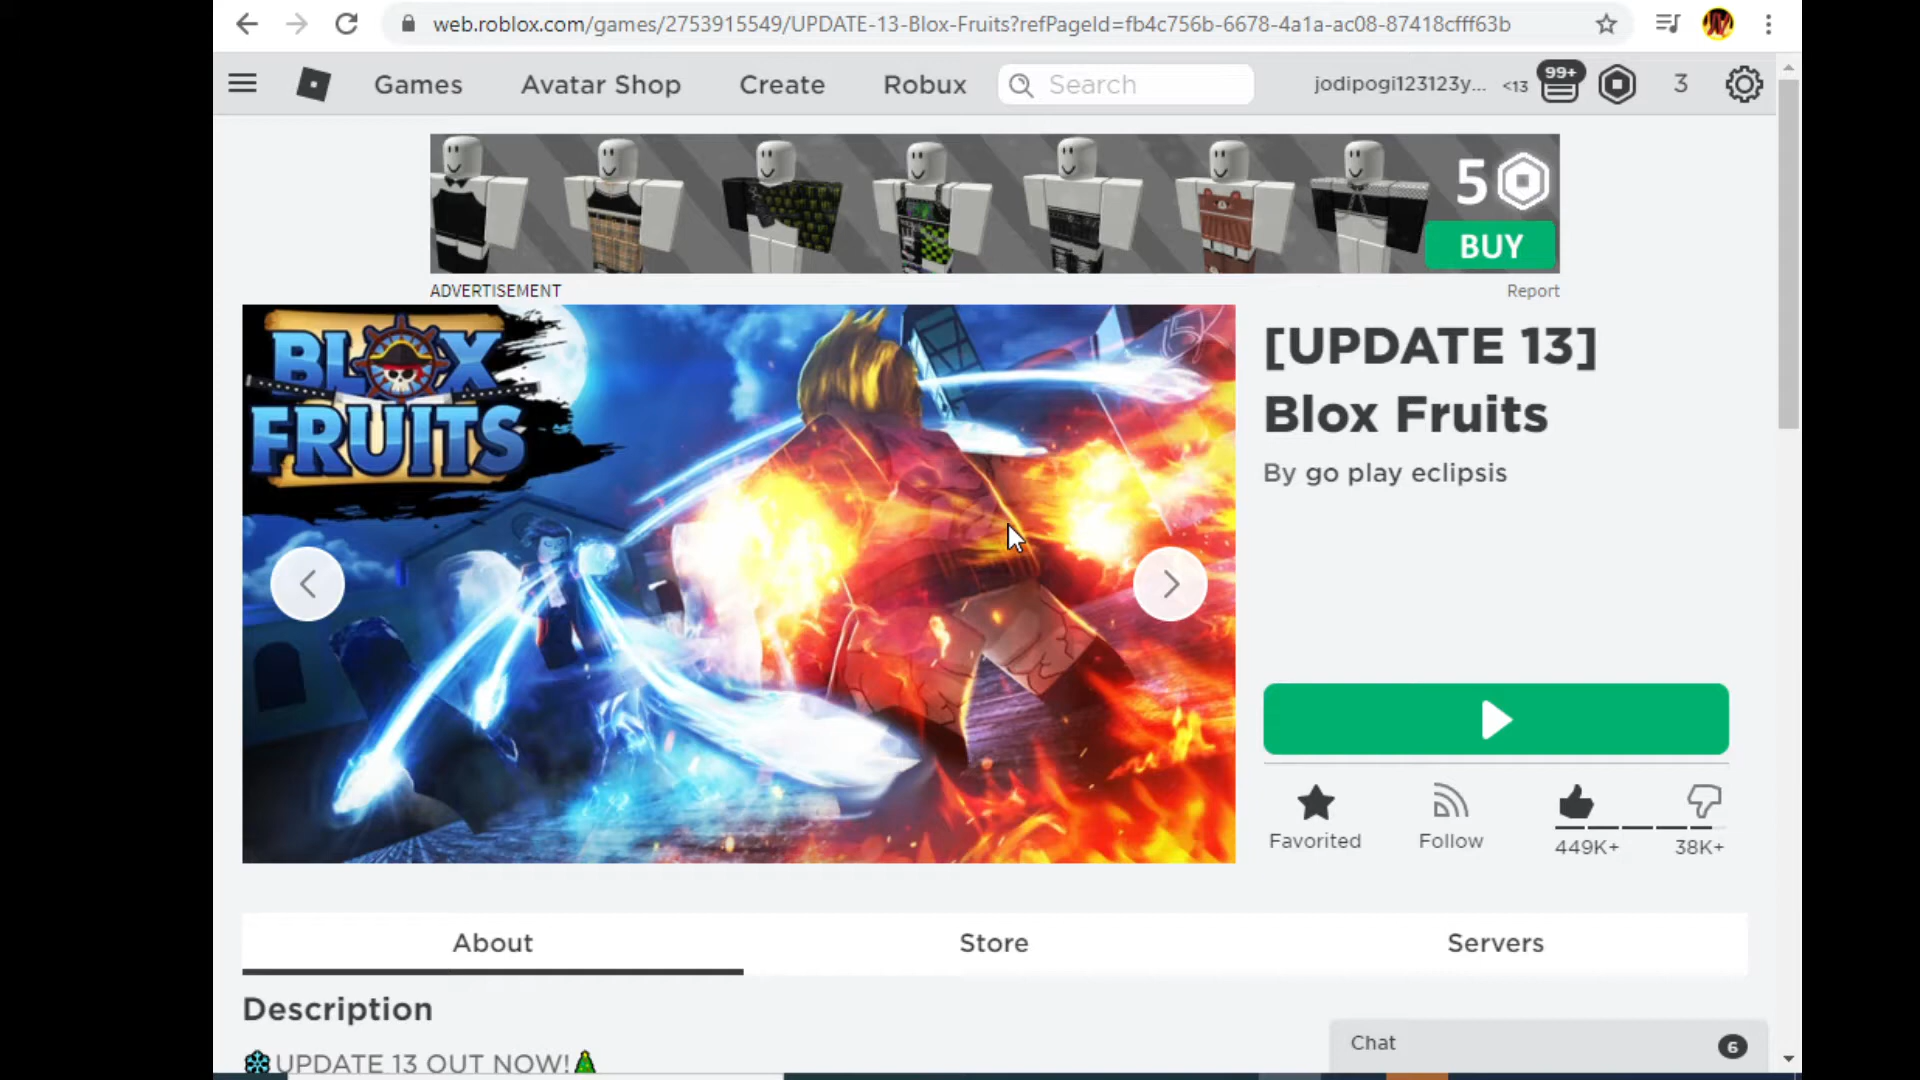 web.roblox.com/games/2753915549/UPDATE-13-Blox-Fruits?refPageId=fb4c756b-6678-4a1a-ac08-87418cfff63b
Games Avatar Shop Create Robux Search jodipogi123123y... <13 99+ 3
5
BUY
ADVERTISEMENT Report
BLOX
FRUITS
[UPDATE 13]
Blox Fruits
By go play eclipsis
Favorited Follow 449K+ 38K+
About Store Servers
Description
UPDATE 13 OUT NOW!
Chat 6